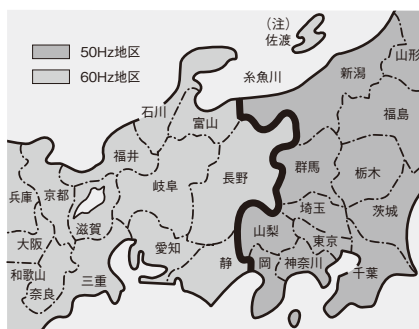 (注)
佐渡
50Hz地区
60Hz地区
糸魚川
新潟
山形
石川
富山
福島
福井
群馬
栃木
長野
岐阜
兵庫
京都
茨城
埼玉
滋賀
山梨
東京
大阪
愛知
静
岡
神奈川
千葉
和歌山
三重
奈良